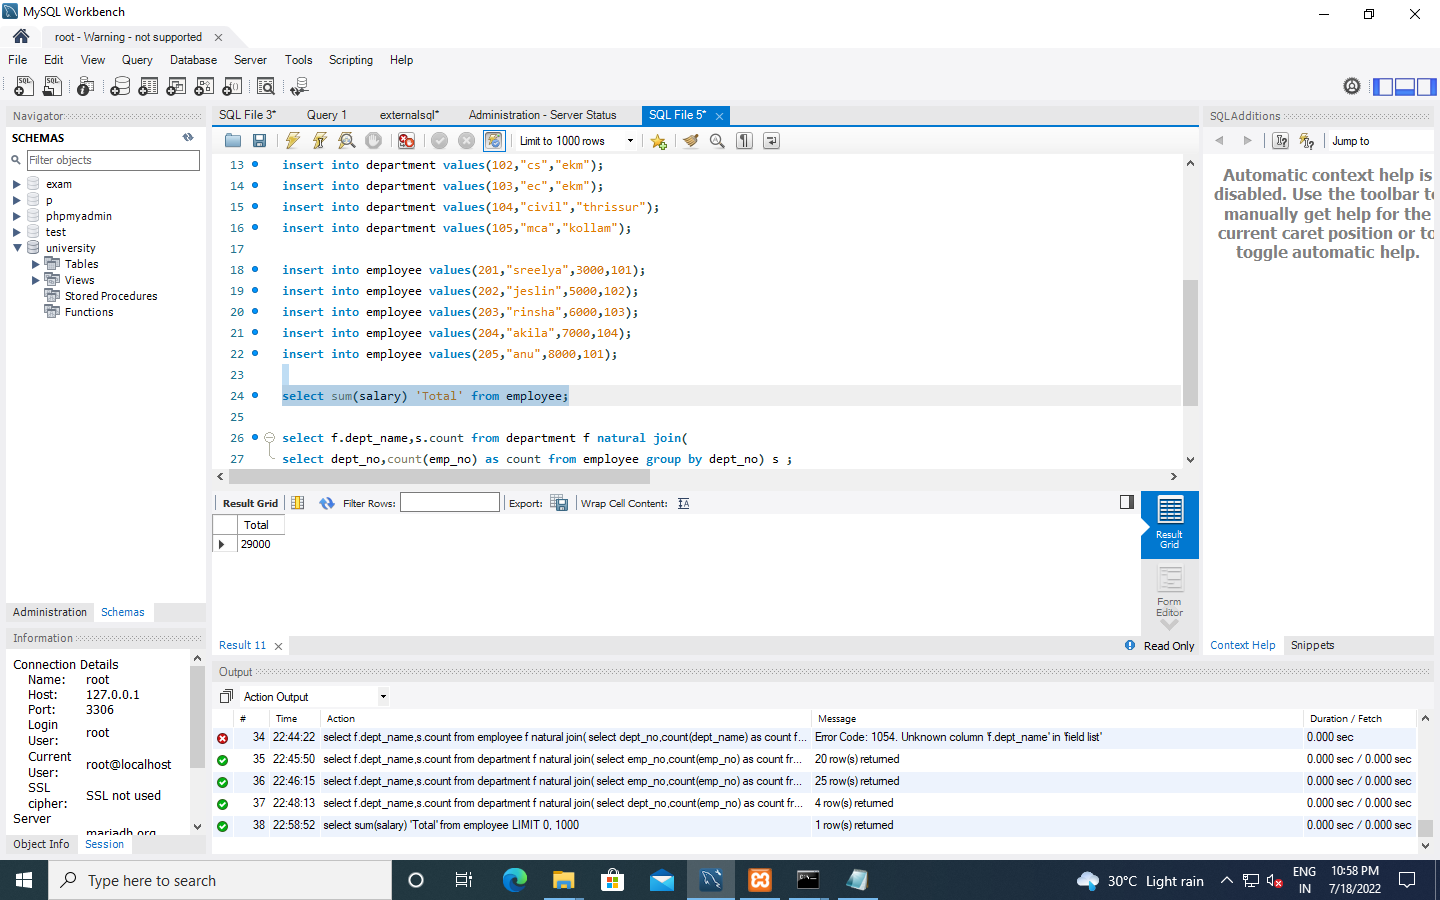 MySQL Workbench
root - Warning - not supported
File Edit View Query Database Server Tools Scripting Help
Navigator
SCHEMAS
Filter objects
exam
p
phpmyadmin
test
university
Tables
Views
Stored Procedures
Functions
Administration Schemas
Information
Connection Details
Name: root
Host: 127.0.0.1
Port: 3306
Login User: root
Current User: root@localhost
SSL cipher: SSL not used
Server
mariadb.org
Object Info Session
SQL File 3* Query 1 externalsql* Administration - Server Status SQL File 5*
Limit to 1000 rows
13 insert into department values(102,"cs","ekm");
14 insert into department values(103,"ec","ekm");
15 insert into department values(104,"civil","thrissur");
16 insert into department values(105,"mca","kollam");
17
18 insert into employee values(201,"sreelya",3000,101);
19 insert into employee values(202,"jeslin",5000,102);
20 insert into employee values(203,"rinsha",6000,103);
21 insert into employee values(204,"akila",7000,104);
22 insert into employee values(205,"anu",8000,101);
23
24 select sum(salary) 'Total' from employee;
25
26 select f.dept_name,s.count from department f natural join(
27 select dept_no,count(emp_no) as count from employee group by dept_no) s ;
Result Grid Filter Rows: Export: Wrap Cell Content:
Total
29000
Result Grid
Form Editor
Result 11
Read Only
SQLAdditions
Jump to
Automatic context help is
disabled. Use the toolbar to
manually get help for the
current caret position or to
toggle automatic help.
Context Help Snippets
Output
Action Output
# Time Action Message Duration / Fetch
34 22:44:22 select f.dept_name,s.count from employee f natural join( select dept_no,count(dept_name) as count f... Error Code: 1054. Unknown column 'f.dept_name' in 'field list' 0.000 sec
35 22:45:50 select f.dept_name,s.count from department f natural join( select emp_no,count(emp_no) as count fr... 20 row(s) returned 0.000 sec / 0.000 sec
36 22:46:15 select f.dept_name,s.count from department f natural join( select emp_no,count(emp_no) as count fr... 25 row(s) returned 0.000 sec / 0.000 sec
37 22:48:13 select f.dept_name,s.count from department f natural join( select dept_no,count(emp_no) as count fr... 4 row(s) returned 0.000 sec / 0.000 sec
38 22:58:52 select sum(salary) 'Total' from employee LIMIT 0, 1000 1 row(s) returned 0.000 sec / 0.000 sec
Type here to search
30°C Light rain
ENG
IN
10:58 PM
7/18/2022